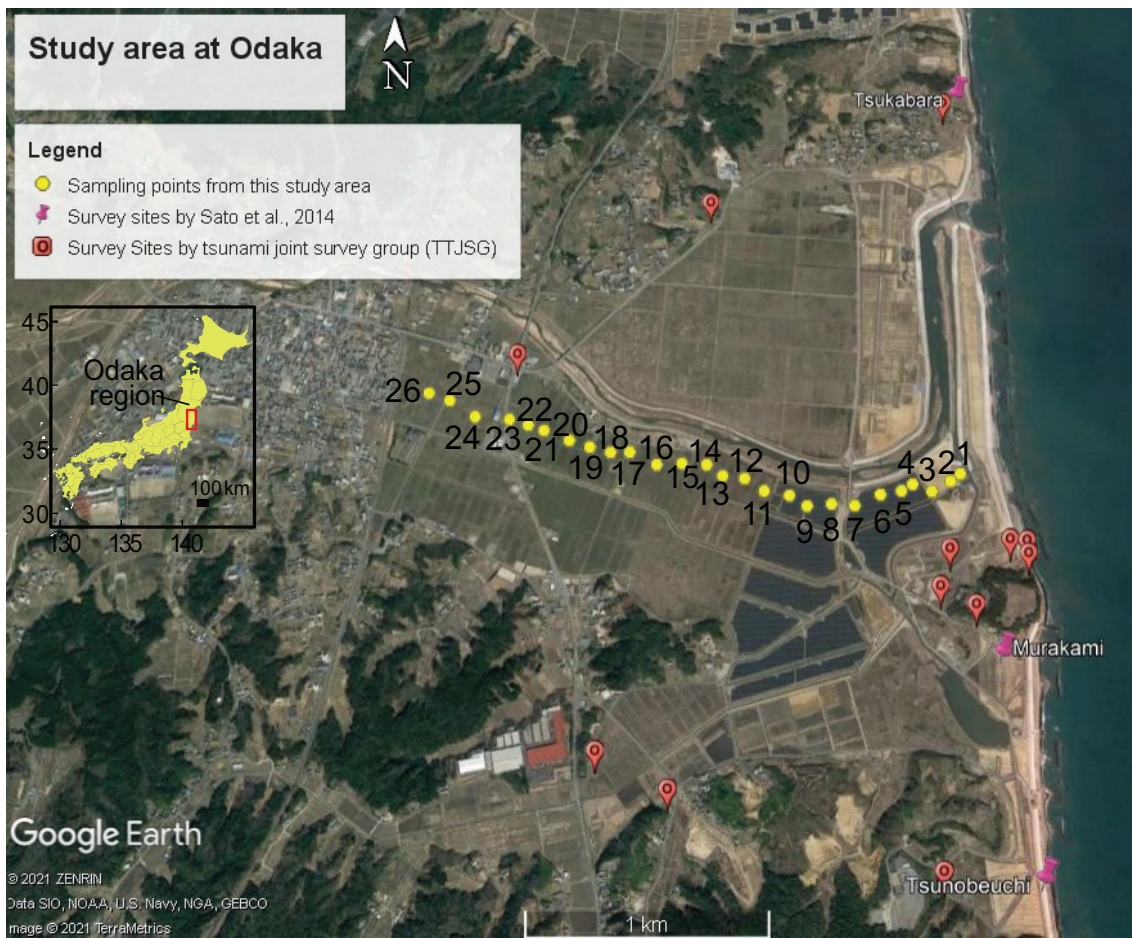 Study area at Odaka
N
Legend
Sampling points from this study area
Survey sites by Sato et al., 2014
Survey Sites by tsunami joint survey group (TTJSG)
Tsukabara
45
40
35
30
130
135
140
Odaka
region
100 km
26
25
24
23
22
21
20
19
18
17
16
15
14
13
12
11
10
9
8
7
6
5
4
3
2
1
Murakami
Tsunobeuchi
Google Earth
© 2021 ZENRIN
Data SIO, NOAA, U.S. Navy, NGA, GEBCO
mage © 2021 TerraMetrics
1 km